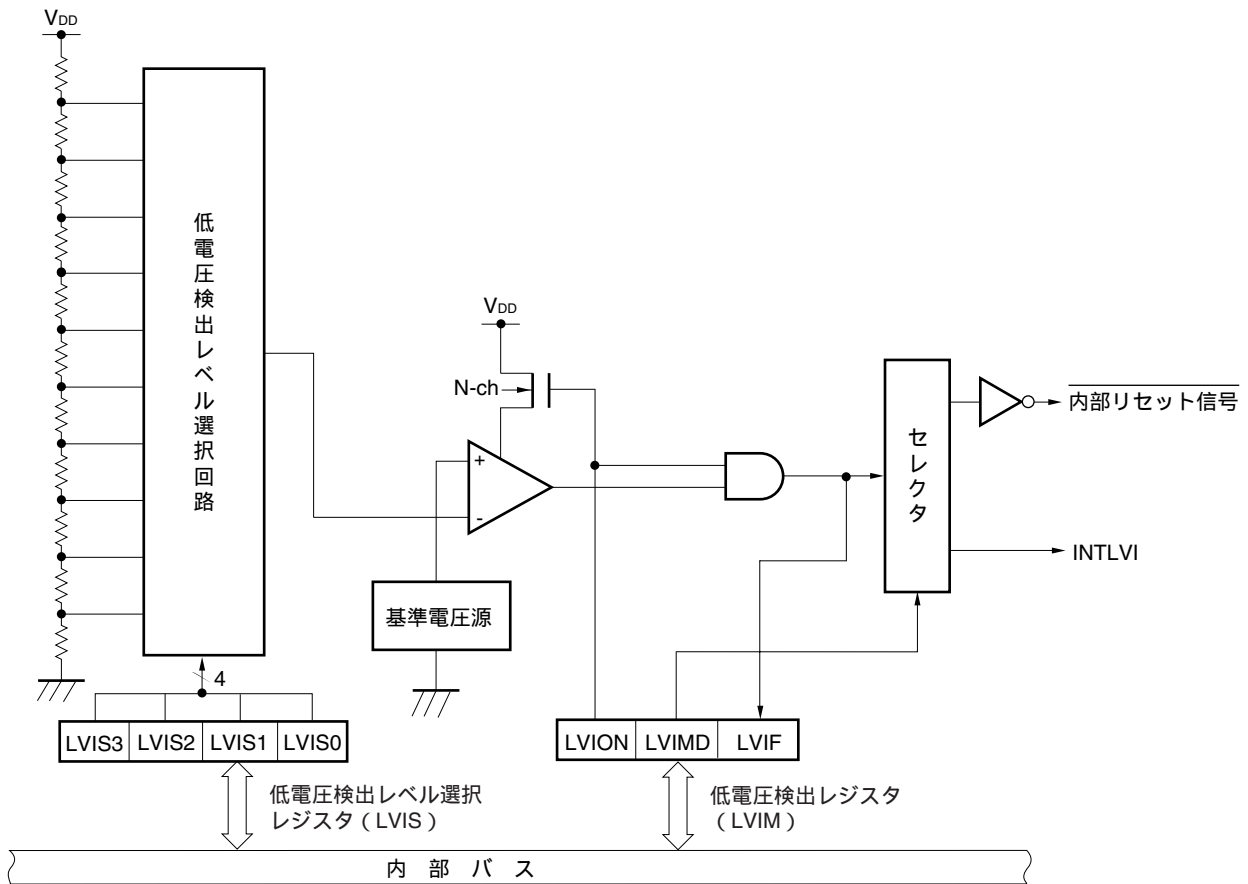 VDD
低電圧検出レベル選択回路
VDD
N-ch
+
-
基準電圧源
セレクタ
内部リセット信号
INTLVI
4
LVIS3 LVIS2 LVIS1 LVIS0
LVION LVIMD LVIF
低電圧検出レベル選択
レジスタ（LVIS）
低電圧検出レジスタ
（LVIM）
内 部 バ ス